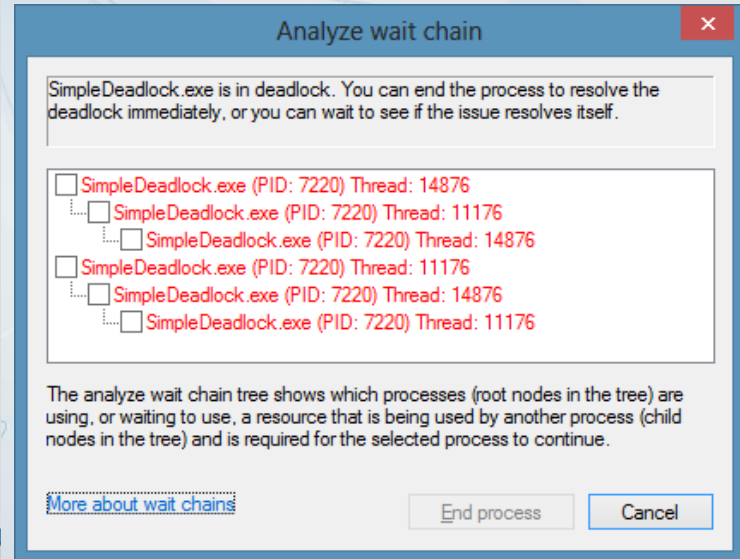 Analyze wait chain
SimpleDeadlock.exe is in deadlock. You can end the process to resolve the
deadlock immediately, or you can wait to see if the issue resolves itself.
SimpleDeadlock.exe (PID: 7220) Thread: 14876
SimpleDeadlock.exe (PID: 7220) Thread: 11176
SimpleDeadlock.exe (PID: 7220) Thread: 14876
SimpleDeadlock.exe (PID: 7220) Thread: 11176
SimpleDeadlock.exe (PID: 7220) Thread: 14876
SimpleDeadlock.exe (PID: 7220) Thread: 11176
The analyze wait chain tree shows which processes (root nodes in the tree) are
using, or waiting to use, a resource that is being used by another process (child
nodes in the tree) and is required for the selected process to continue.
More about wait chains
End process
Cancel